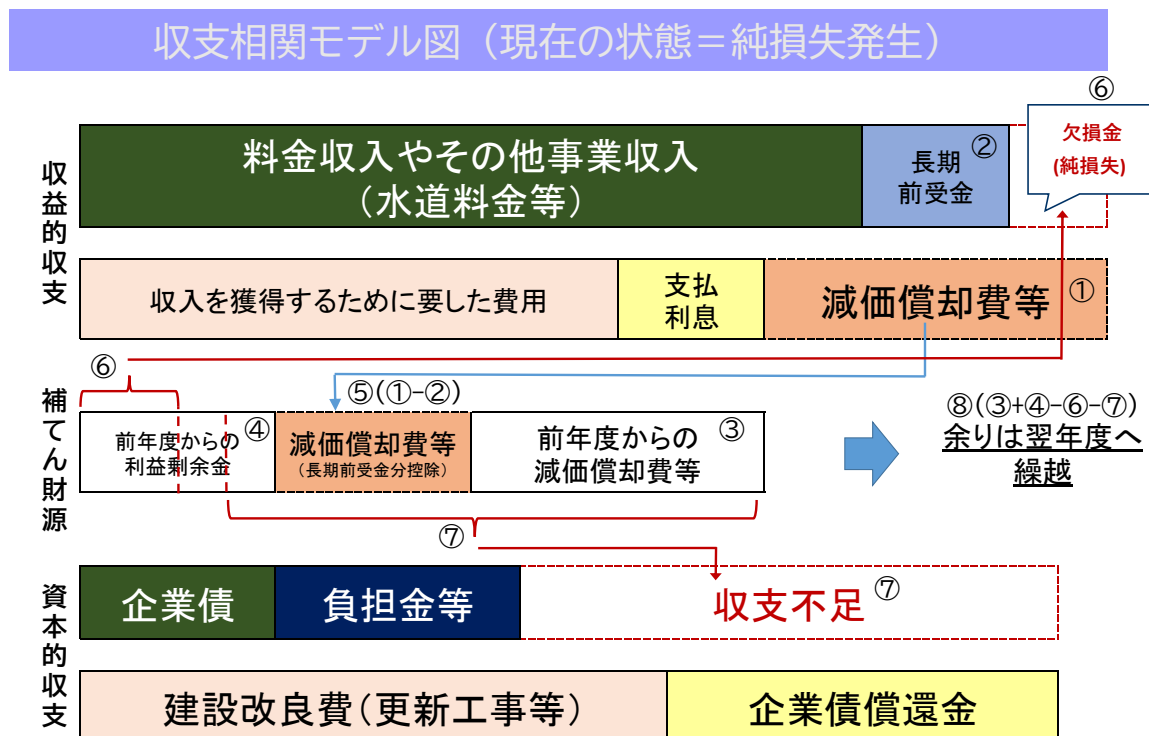 収支相関モデル図（現在の状態＝純損失発生）
⑥
収益的収支
料金収入やその他事業収入
（水道料金等）
②
長期
前受金
欠損金
(純損失)
収入を獲得するために要した費用
支払
利息
減価償却費等
①
⑥
⑤(①-②)
補てん財源
前年度からの
利益剰余金
④
減価償却費等
（長期前受金分控除）
前年度からの
減価償却費等
③
⑧(③+④-⑥-⑦)
余りは翌年度へ
繰越
⑦
資本的収支
企業債
負担金等
収支不足
⑦
建設改良費（更新工事等）
企業債償還金